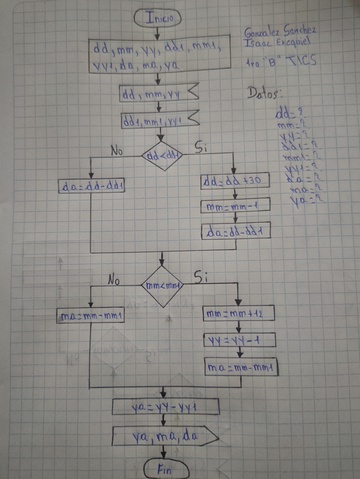 Inicio
Gonzalez Sanchez
Isaac Exequiel
1ro "B" TICS
dd, mm, yy, dd1, mm1,
yy1, da, ma, ya
dd, mm, yy
dd1, mm1, yy1
Datos:
dd=?
mm=?
yy=?
dd1=?
mm1=?
yy1=?
da=?
ma=?
ya=?
No
dd<dd1
Si
da=dd-dd1
dd=dd+30
mm=mm-1
da=dd-dd1
No
mm<mm1
Si
ma=mm-mm1
mm=mm+12
yy=yy-1
ma=mm-mm1
ya=yy-yy1
ya, ma, da
Fin